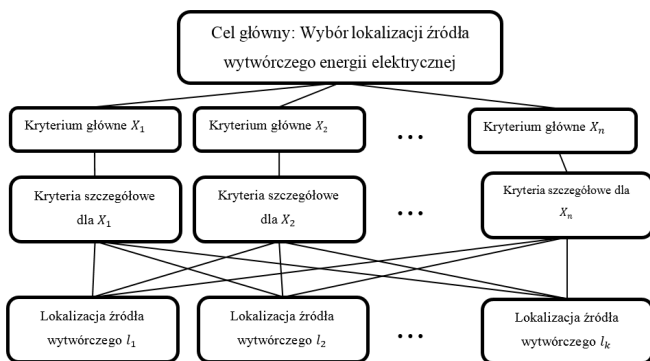 Cel główny: Wybór lokalizacji źródła
wytwórczego energii elektrycznej
Kryterium główne X₁
Kryterium główne X₂
...
Kryterium główne Xₙ
Kryteria szczegółowe
dla X₁
Kryteria szczegółowe
dla X₂
...
Kryteria szczegółowe dla
Xₙ
Lokalizacja źródła
wytwórczego l₁
Lokalizacja źródła
wytwórczego l₂
...
Lokalizacja źródła
wytwórczego lₖ